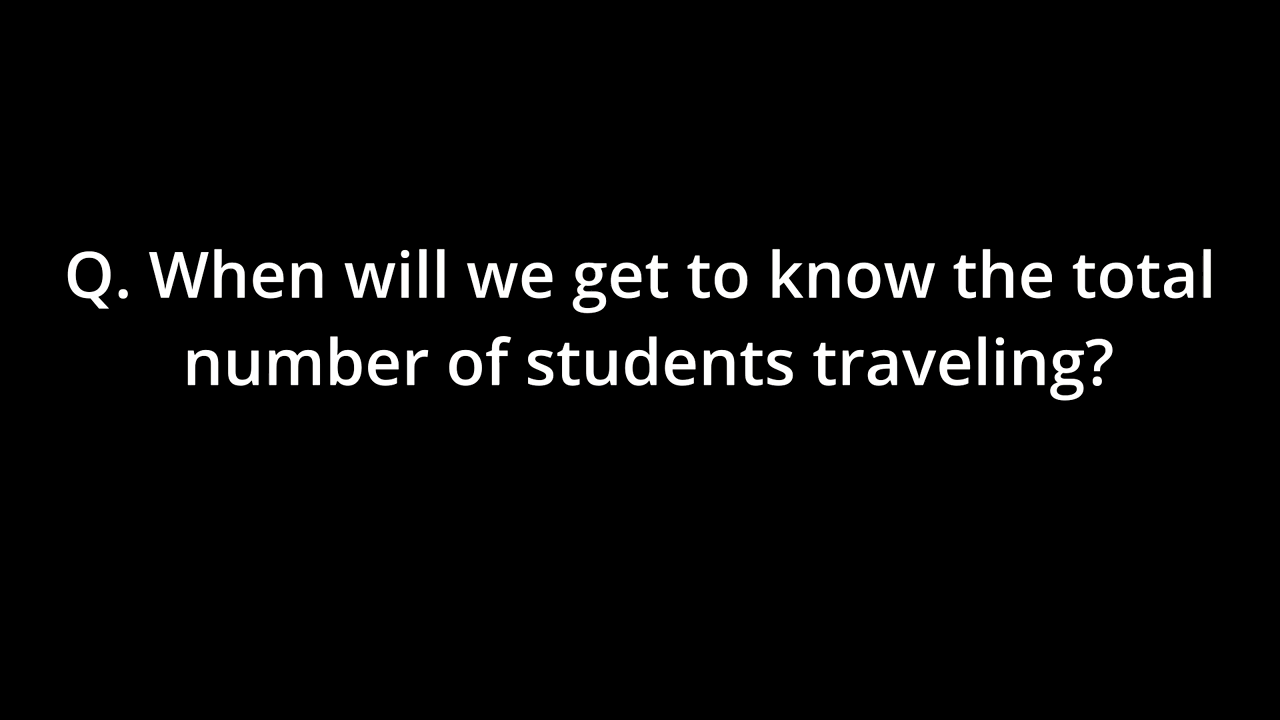 Q. When will we get to know the total
number of students traveling?